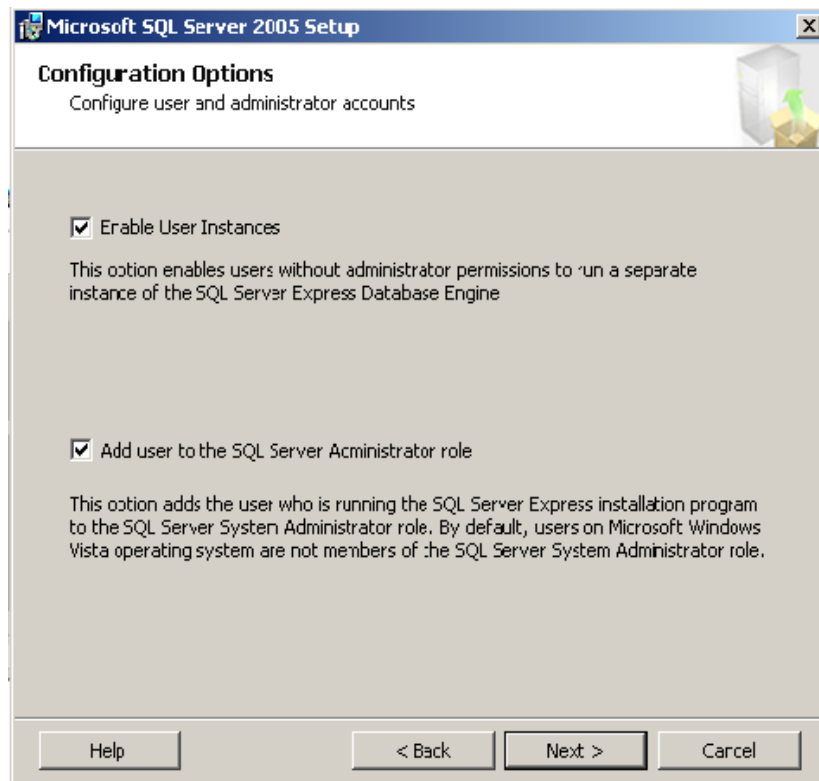 Microsoft SQL Server 2005 Setup
Configuration Options
Configure user and administrator accounts
Enable User Instances
This option enables users without administrator permissions to run a separate
instance of the SQL Server Express Database Engine
Add user to the SQL Server Administrator role
This option adds the user who is running the SQL Server Express installation program
to the SQL Server System Administrator role. By default, users on Microsoft Windows
Vista operating system are not members of the SQL Server System Administrator role.
Help
< Back
Next >
Cancel